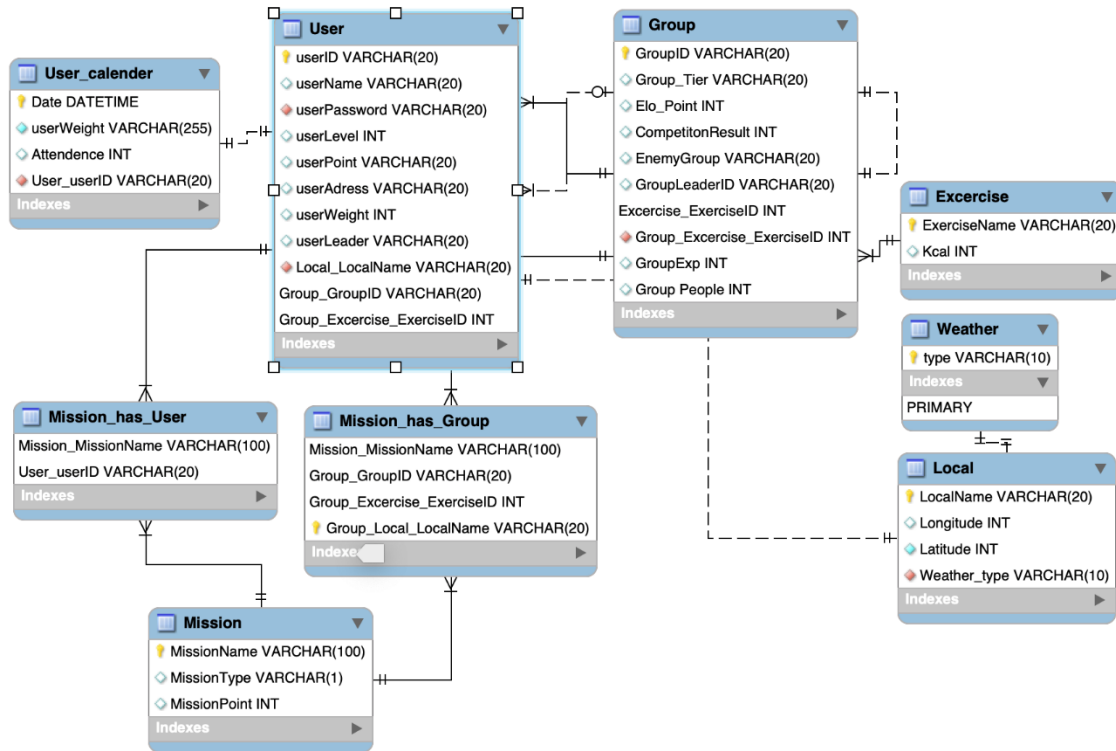 User
userID VARCHAR(20)
userName VARCHAR(20)
userPassword VARCHAR(20)
userLevel INT
userPoint VARCHAR(20)
userAdress VARCHAR(20)
userWeight INT
userLeader VARCHAR(20)
Local_LocalName VARCHAR(20)
Group_GroupID VARCHAR(20)
Group_Excercise_ExerciseID INT
Indexes
Group
GroupID VARCHAR(20)
Group_Tier VARCHAR(20)
Elo_Point INT
CompetitonResult INT
EnemyGroup VARCHAR(20)
GroupLeaderID VARCHAR(20)
Excercise_ExerciseID INT
Group_Excercise_ExerciseID INT
GroupExp INT
Group People INT
Indexes
User_calender
Date DATETIME
userWeight VARCHAR(255)
Attendence INT
User_userID VARCHAR(20)
Indexes
Excercise
ExerciseName VARCHAR(20)
Kcal INT
Indexes
Weather
type VARCHAR(10)
Indexes
PRIMARY
Mission_has_User
Mission_MissionName VARCHAR(100)
User_userID VARCHAR(20)
Indexes
Mission_has_Group
Mission_MissionName VARCHAR(100)
Group_GroupID VARCHAR(20)
Group_Excercise_ExerciseID INT
Group_Local_LocalName VARCHAR(20)
Indexe
Local
LocalName VARCHAR(20)
Longitude INT
Latitude INT
Weather_type VARCHAR(10)
Indexes
Mission
MissionName VARCHAR(100)
MissionType VARCHAR(1)
MissionPoint INT
Indexes